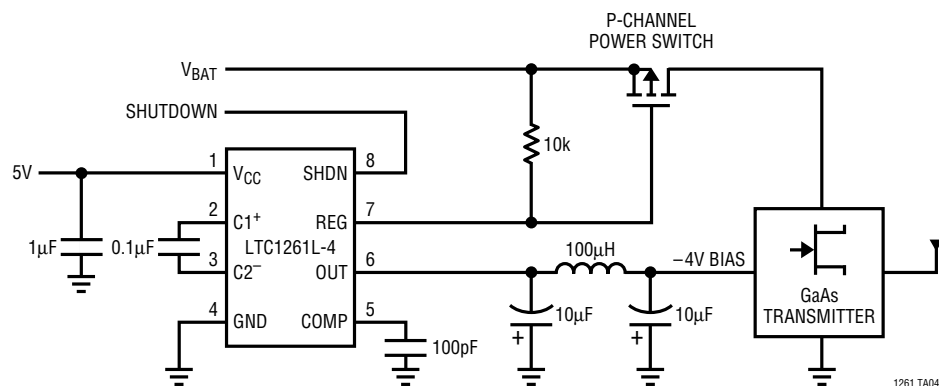 P-CHANNEL
POWER SWITCH
VBAT
SHUTDOWN
10k
5V
1
8
VCC
SHDN
2
7
C1+
REG
1µF
0.1µF
LTC1261L-4
100µH
3
6
C2–
OUT
–4V BIAS
4
5
GND
COMP
10µF
10µF
+
+
100pF
GaAs
TRANSMITTER
1261 TA04